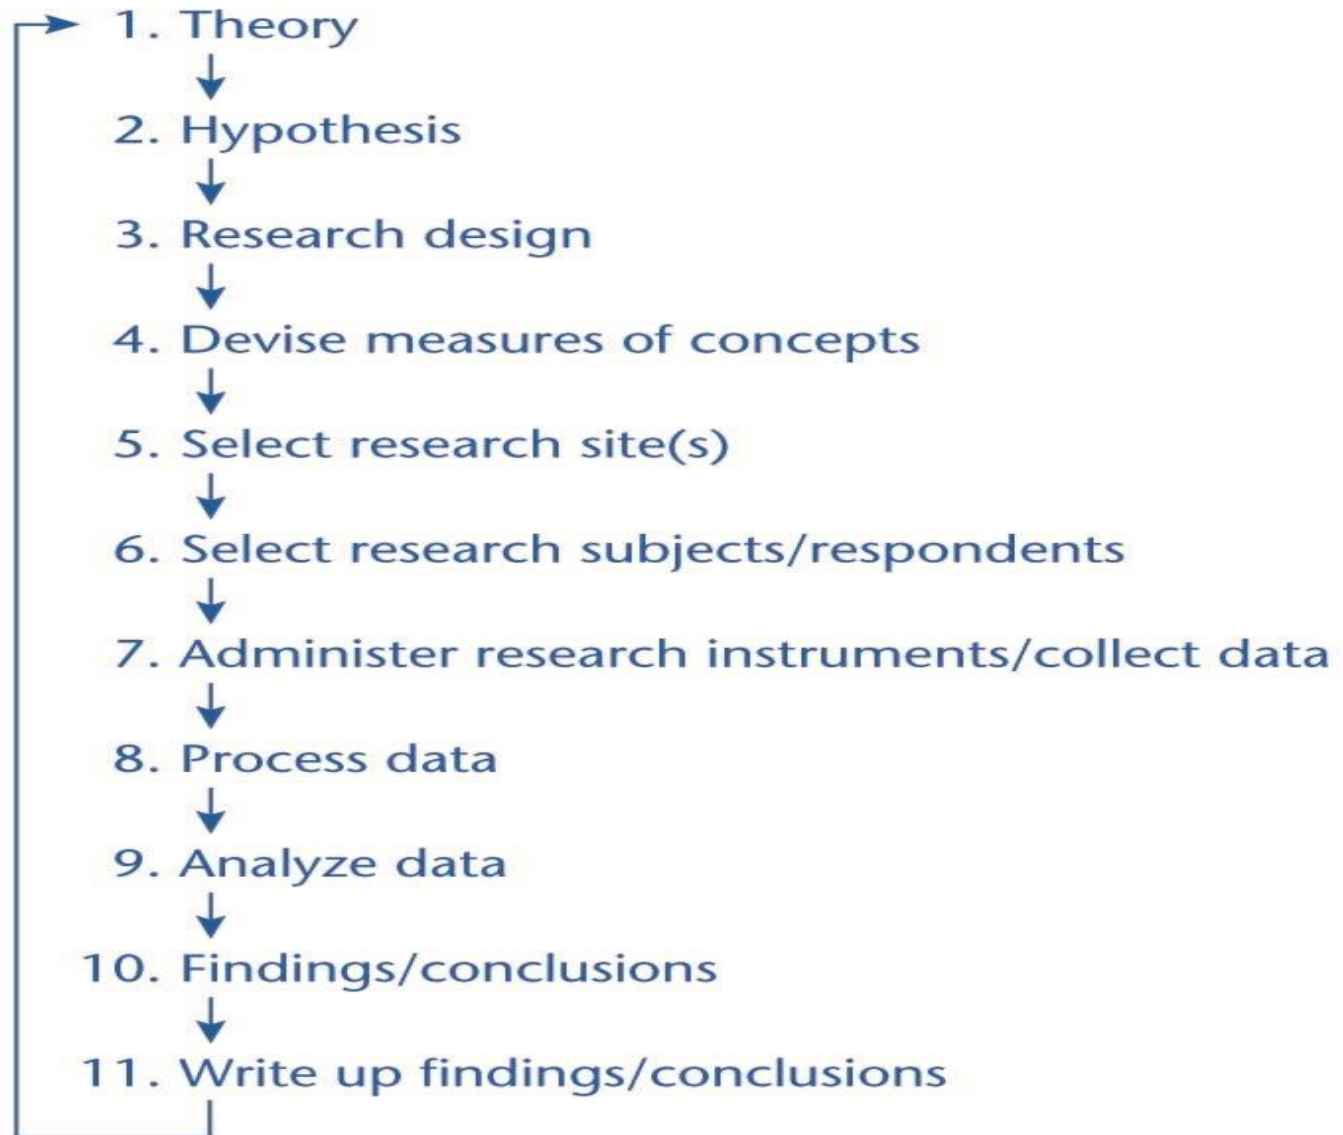 1. Theory
2. Hypothesis
3. Research design
4. Devise measures of concepts
5. Select research site(s)
6. Select research subjects/respondents
7. Administer research instruments/collect data
8. Process data
9. Analyze data
10. Findings/conclusions
11. Write up findings/conclusions